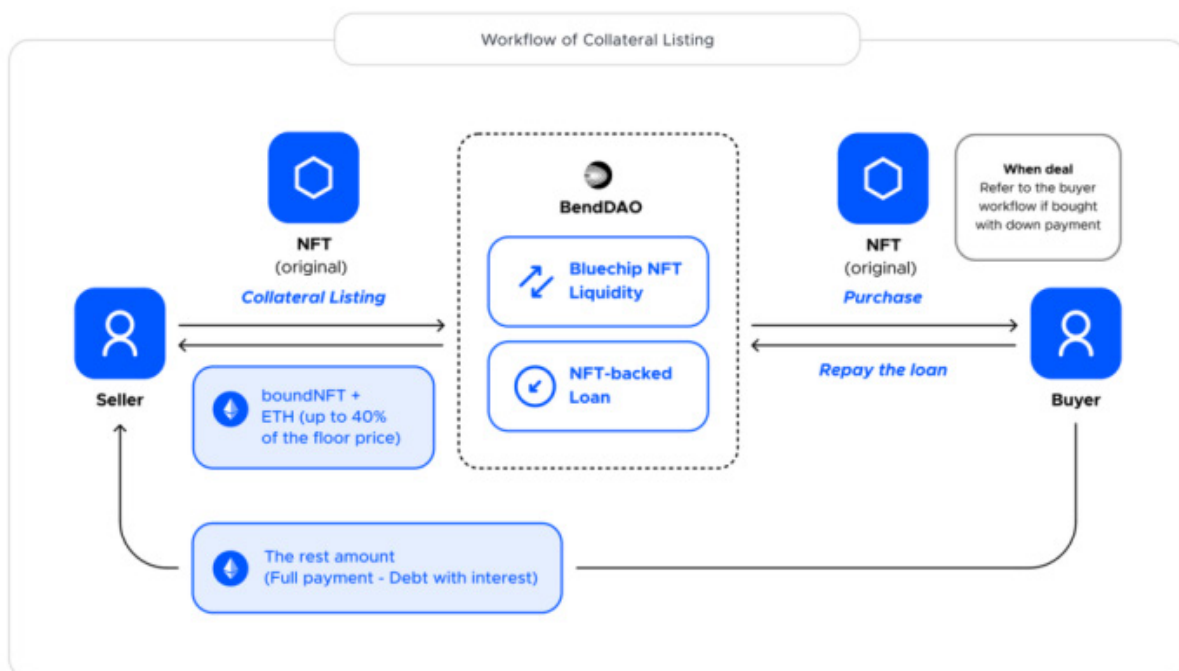 Workflow of Collateral Listing
NFT
(original)
Collateral Listing
BendDAO
Bluechip NFT
Liquidity
NFT-backed
Loan
NFT
(original)
Purchase
When deal
Refer to the buyer
workflow if bought
with down payment
Seller
boundNFT +
ETH (up to 40%
of the floor price)
Repay the loan
Buyer
The rest amount
(Full payment - Debt with interest)